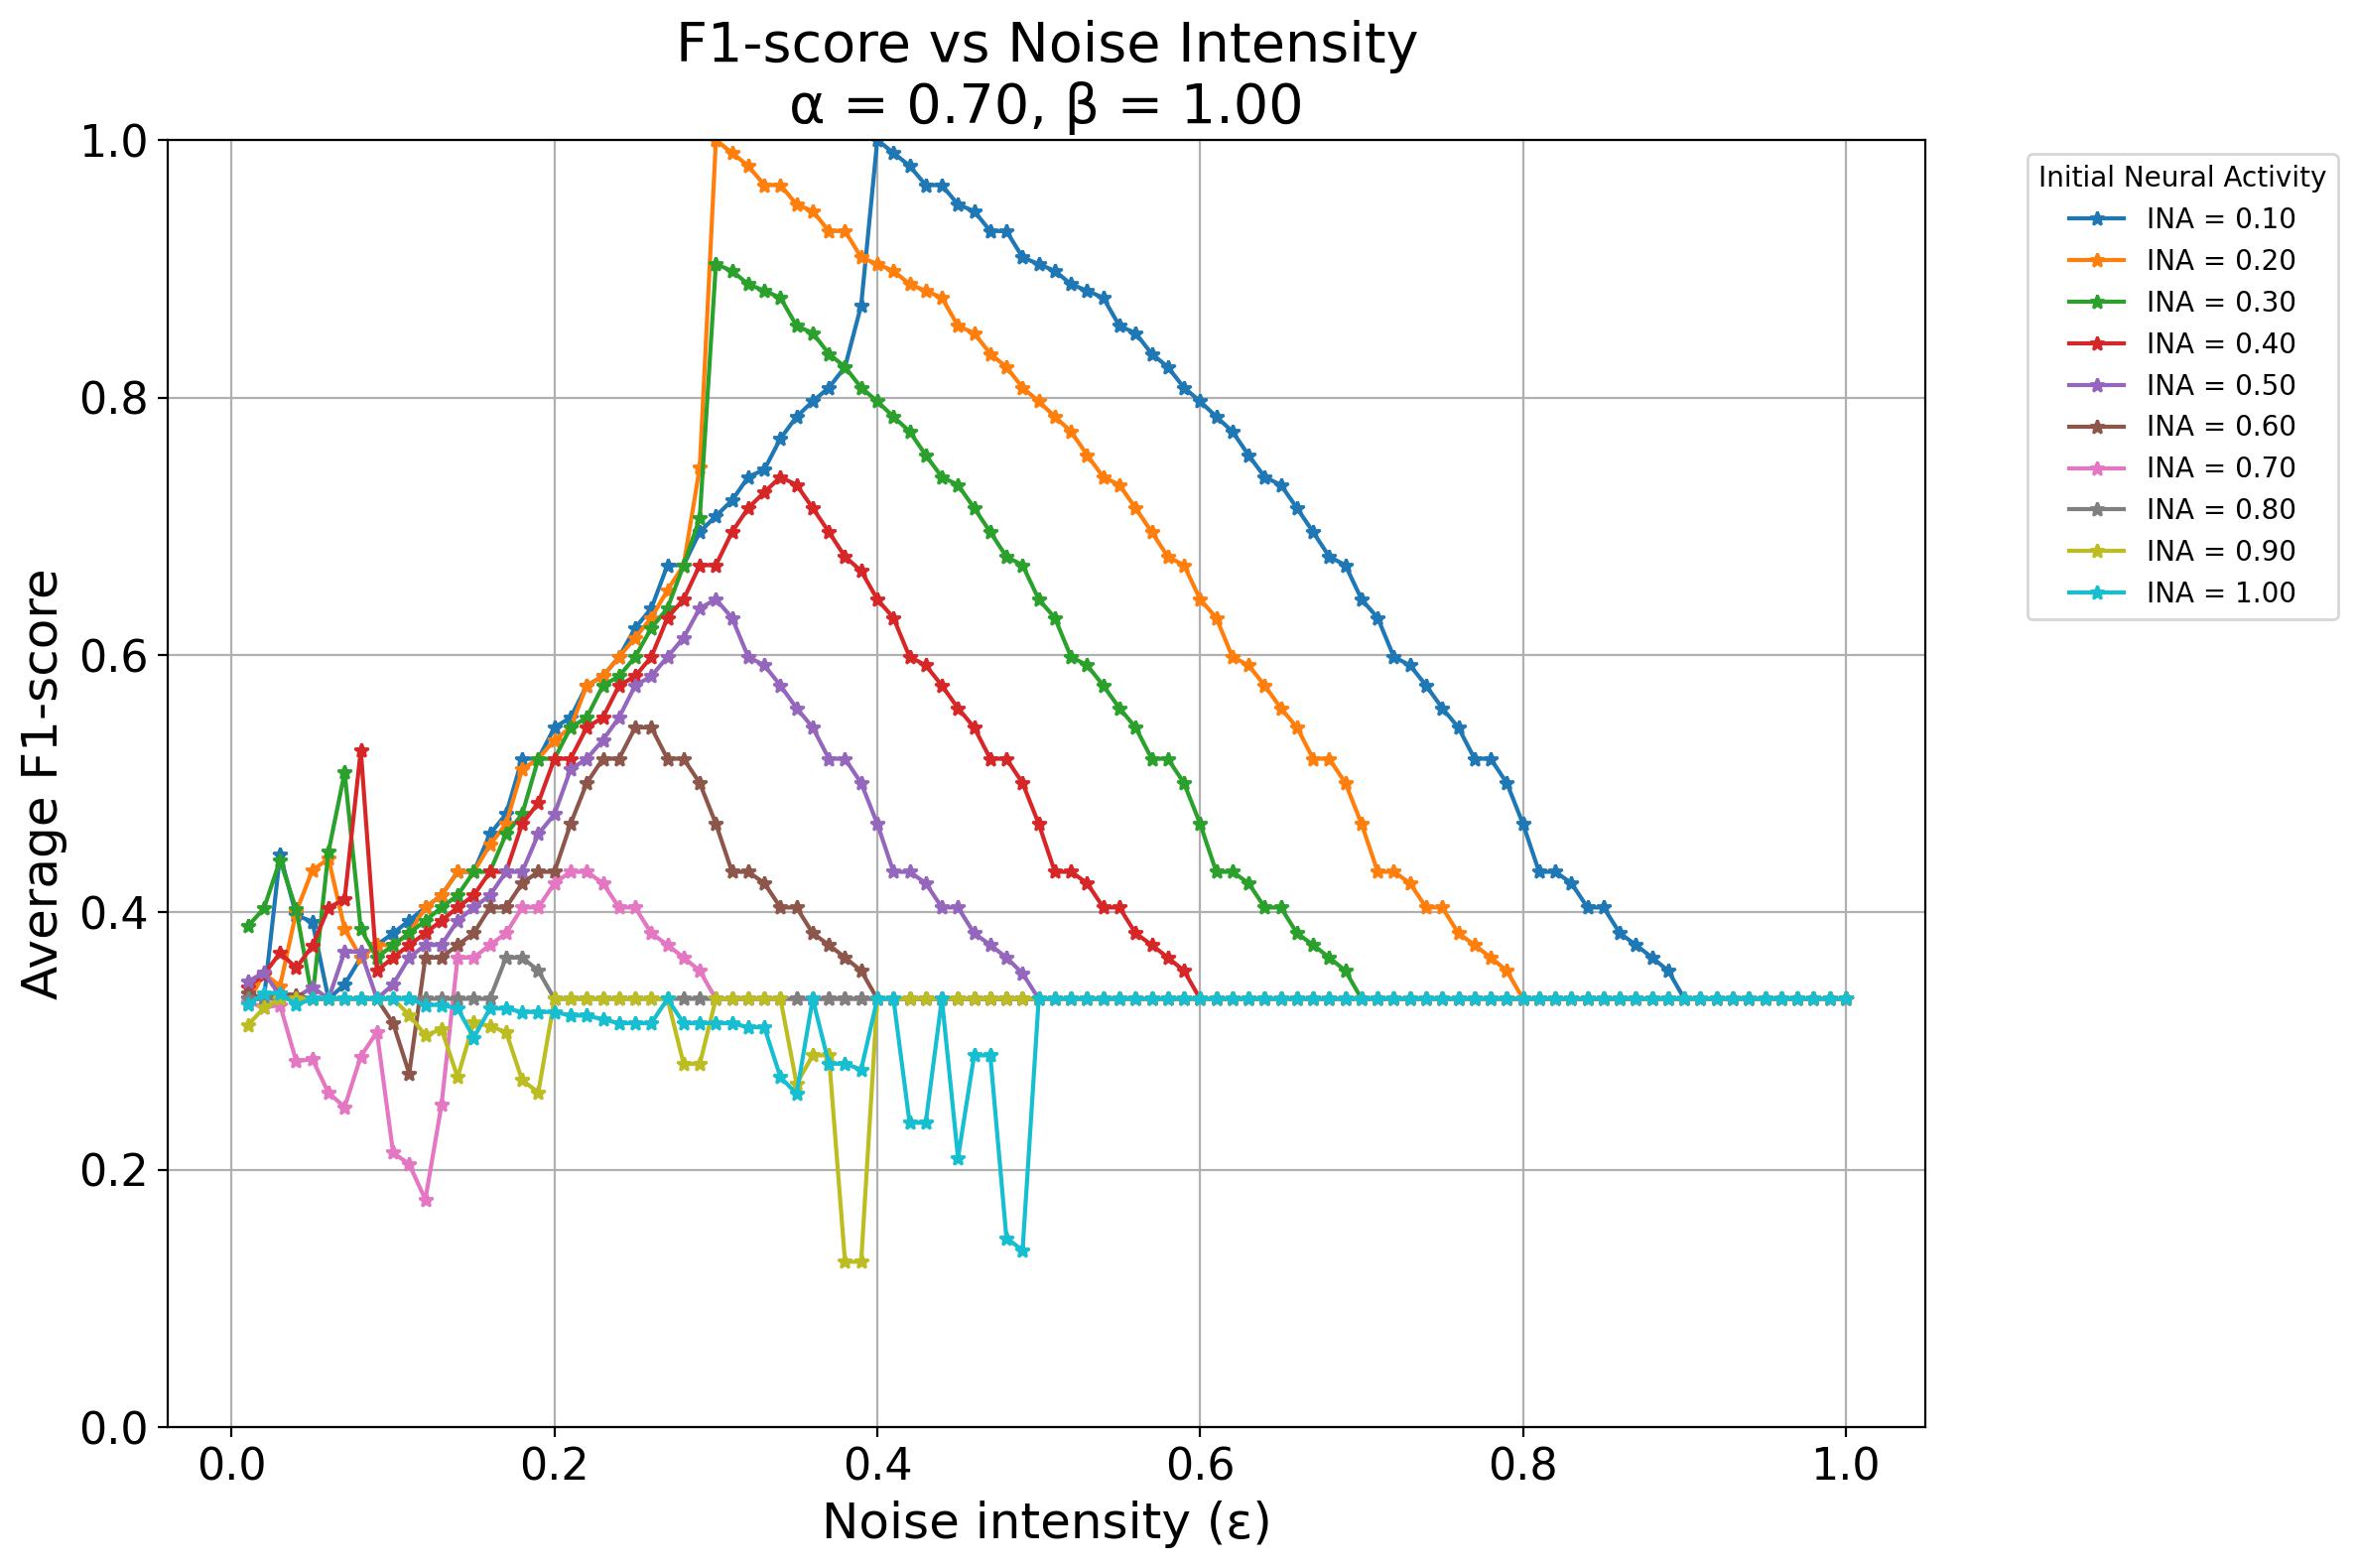 F1-score vs Noise Intensity
α = 0.70, β = 1.00
1.0
0.8
0.6
0.4
0.2
0.0
Average F1-score
0.0
0.2
0.4
0.6
0.8
1.0
Noise intensity (ε)
Initial Neural Activity
INA = 0.10
INA = 0.20
INA = 0.30
INA = 0.40
INA = 0.50
INA = 0.60
INA = 0.70
INA = 0.80
INA = 0.90
INA = 1.00